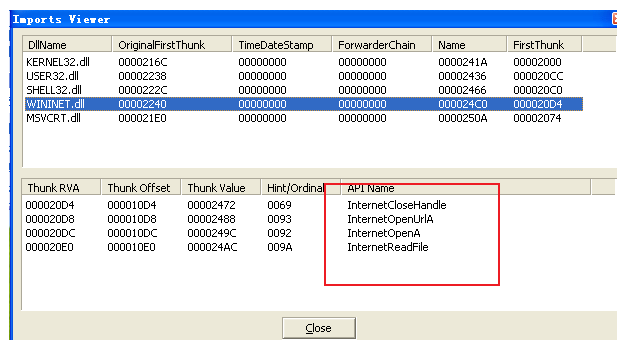 Imports Viewer
DllName OriginalFirstThunk TimeDateStamp ForwarderChain Name FirstThunk
KERNEL32.dll 0000216C 00000000 00000000 0000241A 00002000
USER32.dll 00002238 00000000 00000000 00002436 000020CC
SHELL32.dll 0000222C 00000000 00000000 00002466 000020C0
WININET.dll 00002240 00000000 00000000 000024C0 000020D4
MSVCRT.dll 000021E0 00000000 00000000 0000250A 00002074
Thunk RVA Thunk Offset Thunk Value Hint/Ordinal API Name
000020D4 000010D4 00002472 0069 InternetCloseHandle
000020D8 000010D8 00002488 0093 InternetOpenUrlA
000020DC 000010DC 0000249C 0092 InternetOpenA
000020E0 000010E0 000024AC 009A InternetReadFile
Close